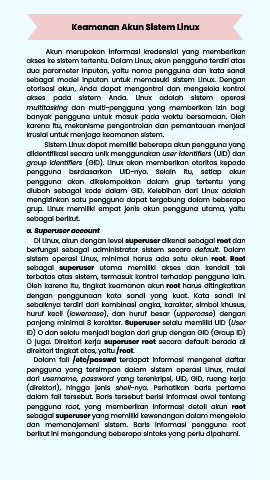 Keamanan Akun Sistem Linux
Akun merupakan informasi kredensial yang memberikan
akses ke sistem tertentu. Dalam Linux, akun pengguna terdiri atas
dua parameter inputan, yaitu nama pengguna dan kata sandi
sebagai model inputan untuk memasuki sistem Linux. Dengan
otorisasi akun, Anda dapat mengontrol dan mengelola kontrol
akses pada sistem Anda. Linux adalah sistem operasi
multitasking dan multi-pengguna yang memberikan izin bagi
banyak pengguna untuk masuk pada waktu bersamaan. Oleh
karena itu, mekanisme pengontrolan dan pemantauan menjadi
krusial untuk menjaga keamanan sistem.
Sistem Linux dapat memiliki beberapa akun pengguna yang
diidentifikasi secara unik menggunakan user identifiers (UID) dan
group identifiers (GID). Linux akan memberikan otoritas kepada
pengguna berdasarkan UID-nya. Selain itu, setiap akun
pengguna akan dikelompokkan dalam grup tertentu yang
diubah sebagai kode dalam GID. Kelebihan dari Linux adalah
mengizinkan satu pengguna dapat tergabung dalam beberapa
grup. Linux memiliki empat jenis akun pengguna utama, yaitu
sebagai berikut.
a. Superuser account
Di Linux, akun dengan level superuser dikenal sebagai root dan
berfungsi sebagai administrator sistem secara default. Dalam
sistem operasi Linux, minimal harus ada satu akun root. Root
sebagai superuser utama memiliki akses dan kendali tak
terbatas atas sistem, termasuk kontrol terhadap pengguna lain.
Oleh karena itu, tingkat keamanan akun root harus ditingkatkan
dengan penggunaan kata sandi yang kuat. Kata sandi ini
sebaiknya terdiri dari kombinasi angka, karakter, simbol khusus,
huruf kecil (lowercase), dan huruf besar (uppercase) dengan
panjang minimal 8 karakter. Superuser selalu memiliki UID (User
ID) 0 dan selalu menjadi bagian dari grup dengan GID (Group ID)
0 juga. Direktori kerja superuser root secara default berada di
direktori tingkat atas, yaitu /root.
Dalam fail /etc/passwd terdapat informasi mengenai daftar
pengguna yang tersimpan dalam sistem operasi Linux, mulai
dari username, password yang terenkripsi, UID, GID, ruang kerja
(direktori), hingga jenis shell-nya. Perhatikan baris pertama
dalam fail tersebut. Baris tersebut berisi informasi awal tentang
pengguna root, yang memberikan informasi detail akun root
sebagai superuser yang memiliki kewenangan dalam mengelola
dan memanajemeni sistem. Baris informasi pengguna root
berikut ini mengandung beberapa sintaks yang perlu dipahami.